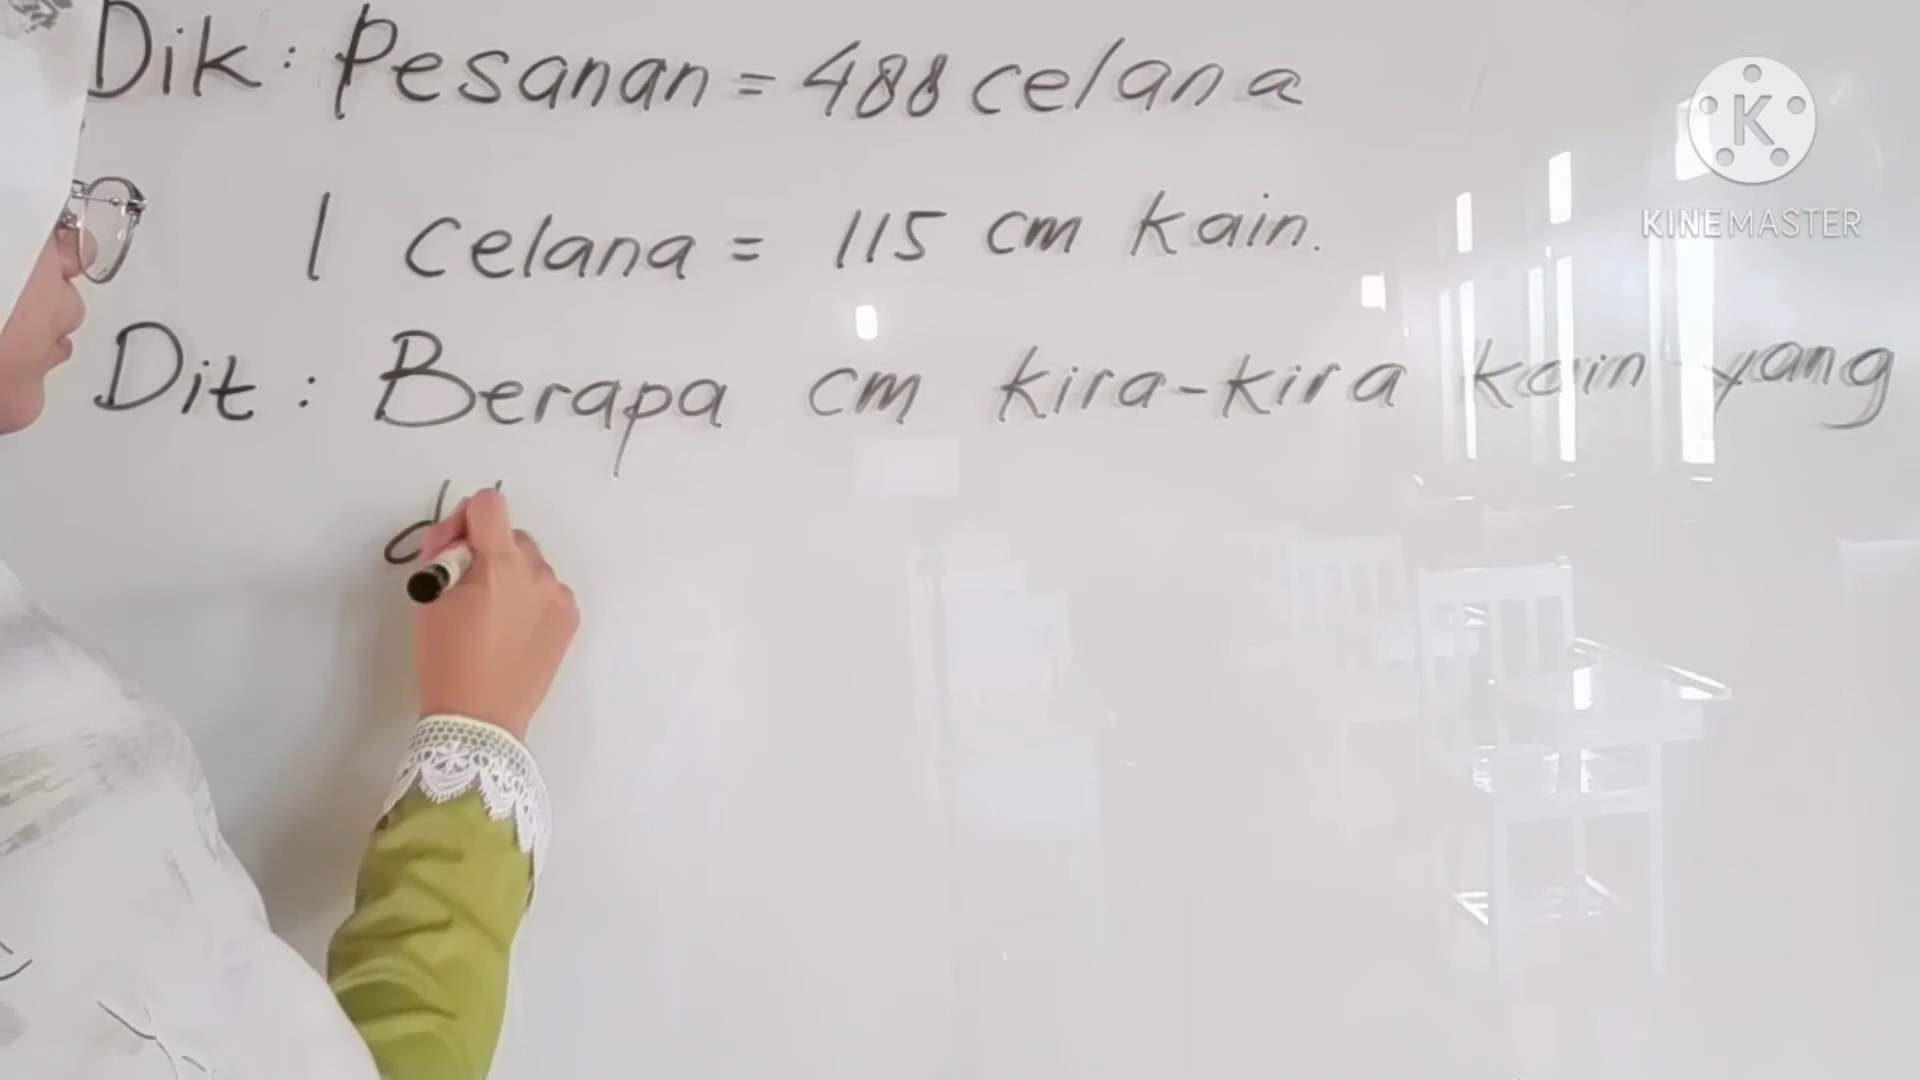 Dik : Pesanan = 488 celana
KINEMASTER
1 celana = 115 cm kain.
Dit : Berapa cm kira-kira kain yang